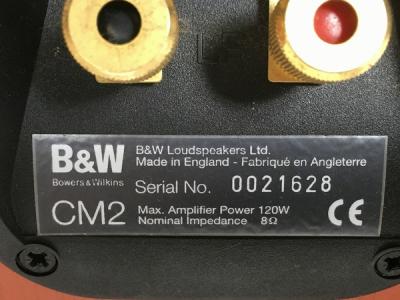 LF
B&W
Bowers & Wilkins
CM2
B&W Loudspeakers Ltd.
Made in England - Fabriqué en Angleterre
Serial No. 0021628
Max. Amplifier Power 120W
Nominal Impedance 8Ω
CE